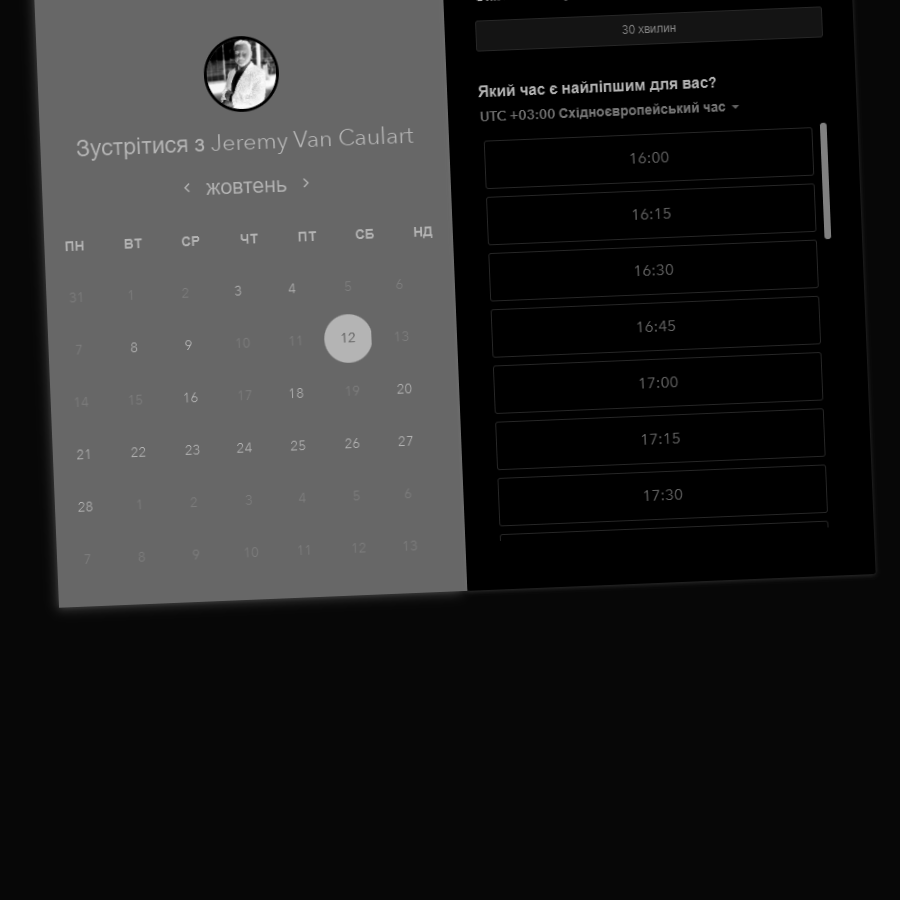 Зустрітися з Jeremy Van Caulart
жовтень
ПН ВТ СР ЧТ ПТ СБ НД
31 1 2 3 4 5 6
7 8 9 10 11 12 13
14 15 16 17 18 19 20
21 22 23 24 25 26 27
28 1 2 3 4 5 6
7 8 9 10 11 12 13
30 хвилин
Який час є найліпшим для вас?
UTC +03:00 Східноєвропейський час
16:00
16:15
16:30
16:45
17:00
17:15
17:30